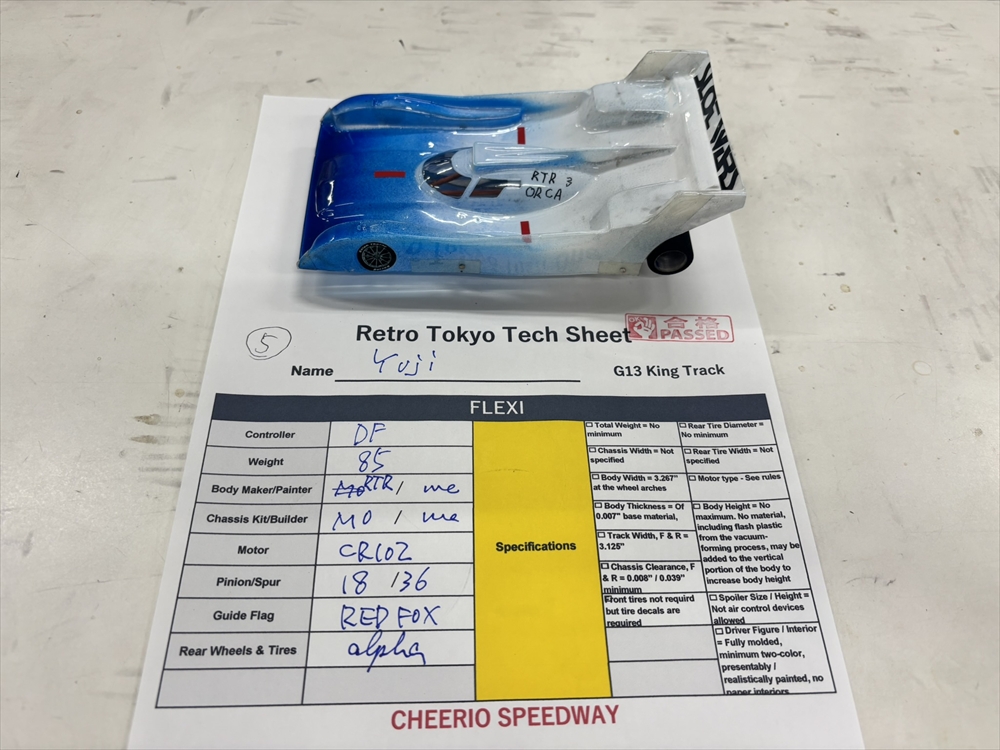 SLOE WARX
RTR 3
ORCA
Retro Tokyo Tech Sheet
合格
PASSED
5
Name Yuji
G13 King Track
FLEXI
Controller DF
Weight 85
Body Maker/Painter RTR / me
Chassis Kit/Builder MO / me
Motor CR102
Pinion/Spur 18 / 36
Guide Flag RED FOX
Rear Wheels & Tires alpha
Specifications
☐ Total Weight = No
minimum
☐ Rear Tire Diameter =
No minimum
☐ Chassis Width = Not
specified
☐ Rear Tire Width = Not
specified
☐ Body Width = 3.267"
at the wheel arches
☐ Motor type - See rules
☐ Body Thickness = Of
0.007" base material,
☐ Body Height = No
maximum. No material,
including flash plastic
from the vacuum-
forming process, may be
added to the vertical
portion of the body to
increase body height
☐ Track Width, F & R =
3.125"
☐ Chassis Clearance, F
& R = 0.008" / 0.039"
minimum
Front tires not requird
but tire decals are
required
☐ Spoiler Size / Height =
Not air control devices
allowed
☐ Driver Figure / Interior
= Fully molded,
minimum two-color,
presentably /
realistically painted, no
paper interiors
CHEERIO SPEEDWAY